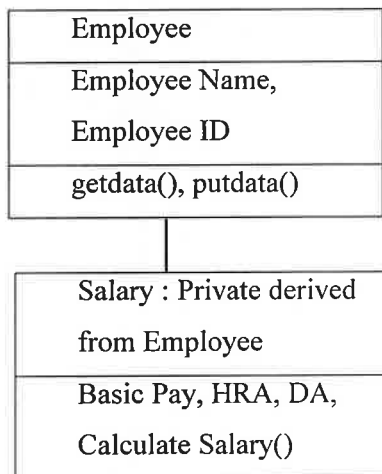 Employee
Employee Name,
Employee ID
getdata(), putdata()
Salary : Private derived
from Employee
Basic Pay, HRA, DA,
Calculate Salary()